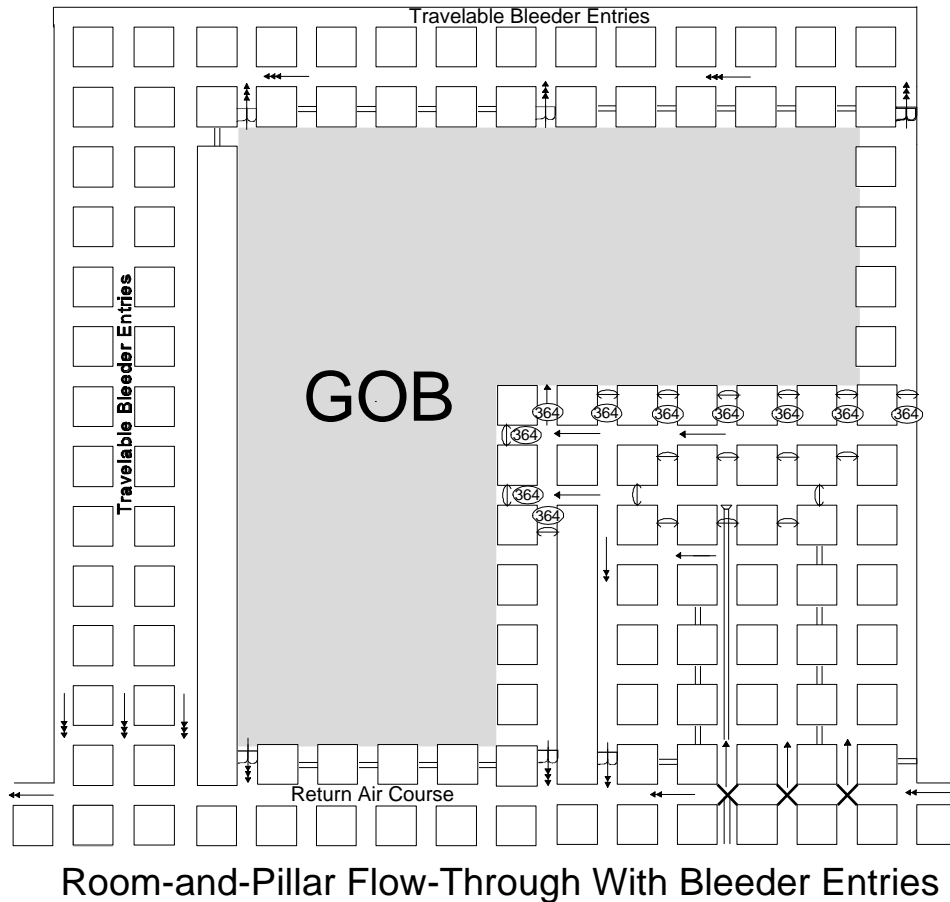 Travelable Bleeder Entries
Travelable Bleeder Entries
GOB
364
364
364
364
364
364
364
364
364
364
Return Air Course
Room-and-Pillar Flow-Through With Bleeder Entries